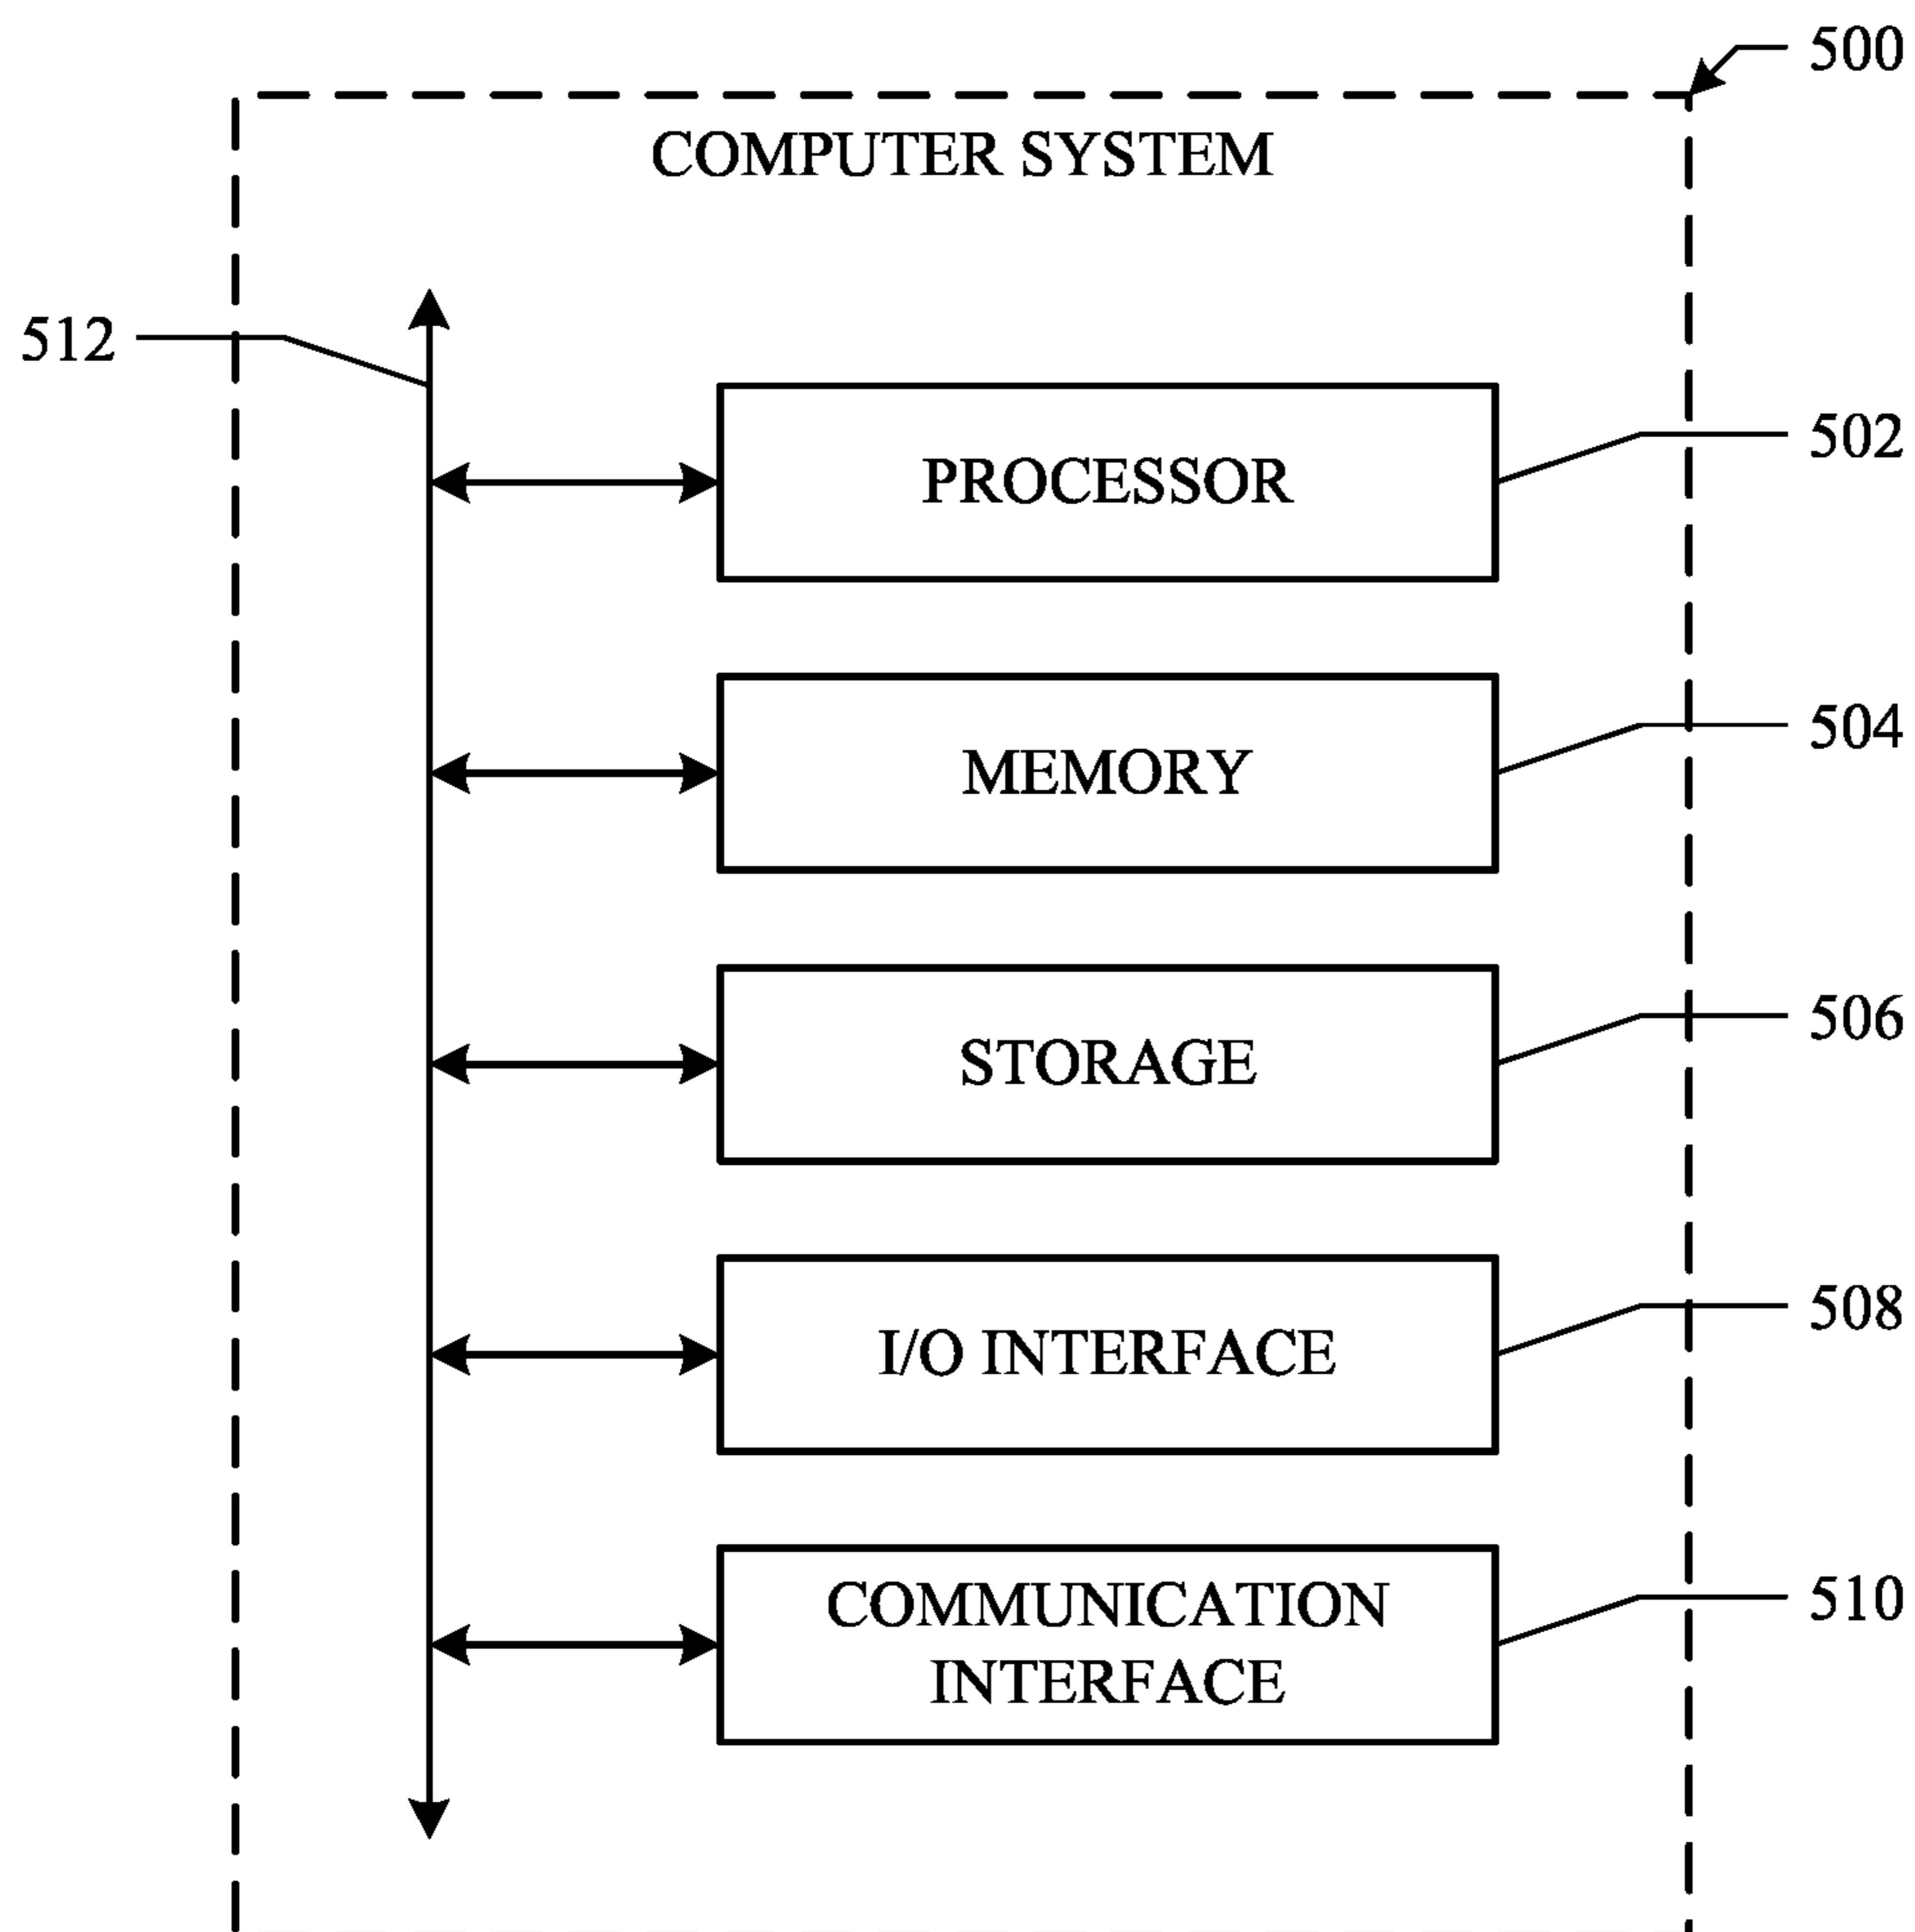 500
COMPUTER SYSTEM
512
PROCESSOR
502
MEMORY
504
STORAGE
506
I/O INTERFACE
508
COMMUNICATION
INTERFACE
510